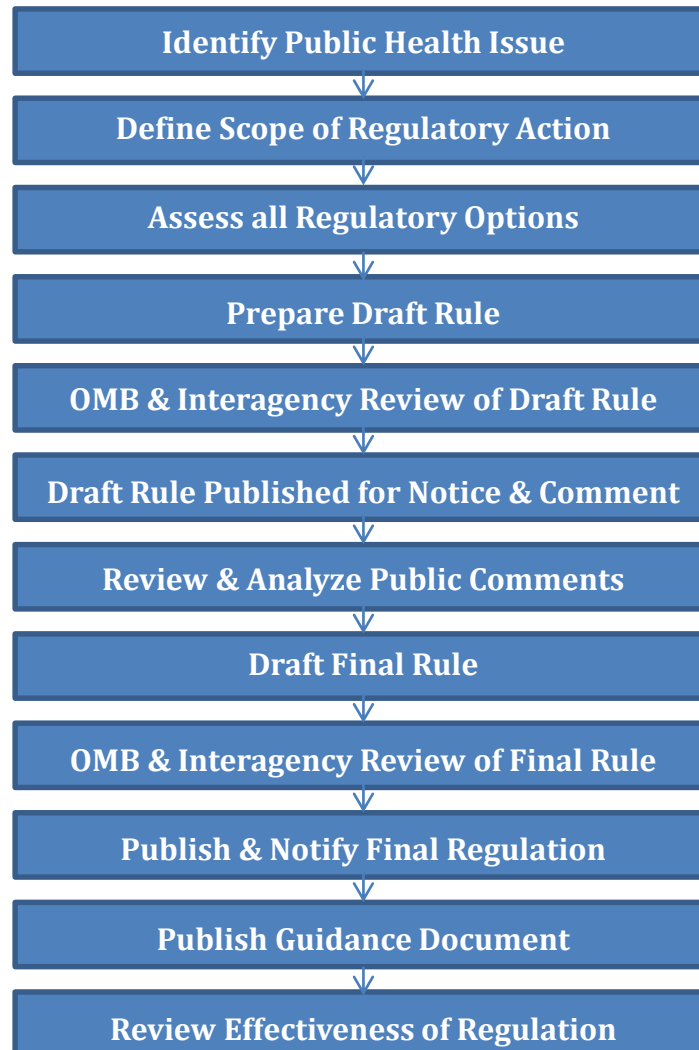 Identify Public Health Issue
Define Scope of Regulatory Action
Assess all Regulatory Options
Prepare Draft Rule
OMB & Interagency Review of Draft Rule
Draft Rule Published for Notice & Comment
Review & Analyze Public Comments
Draft Final Rule
OMB & Interagency Review of Final Rule
Publish & Notify Final Regulation
Publish Guidance Document
Review Effectiveness of Regulation